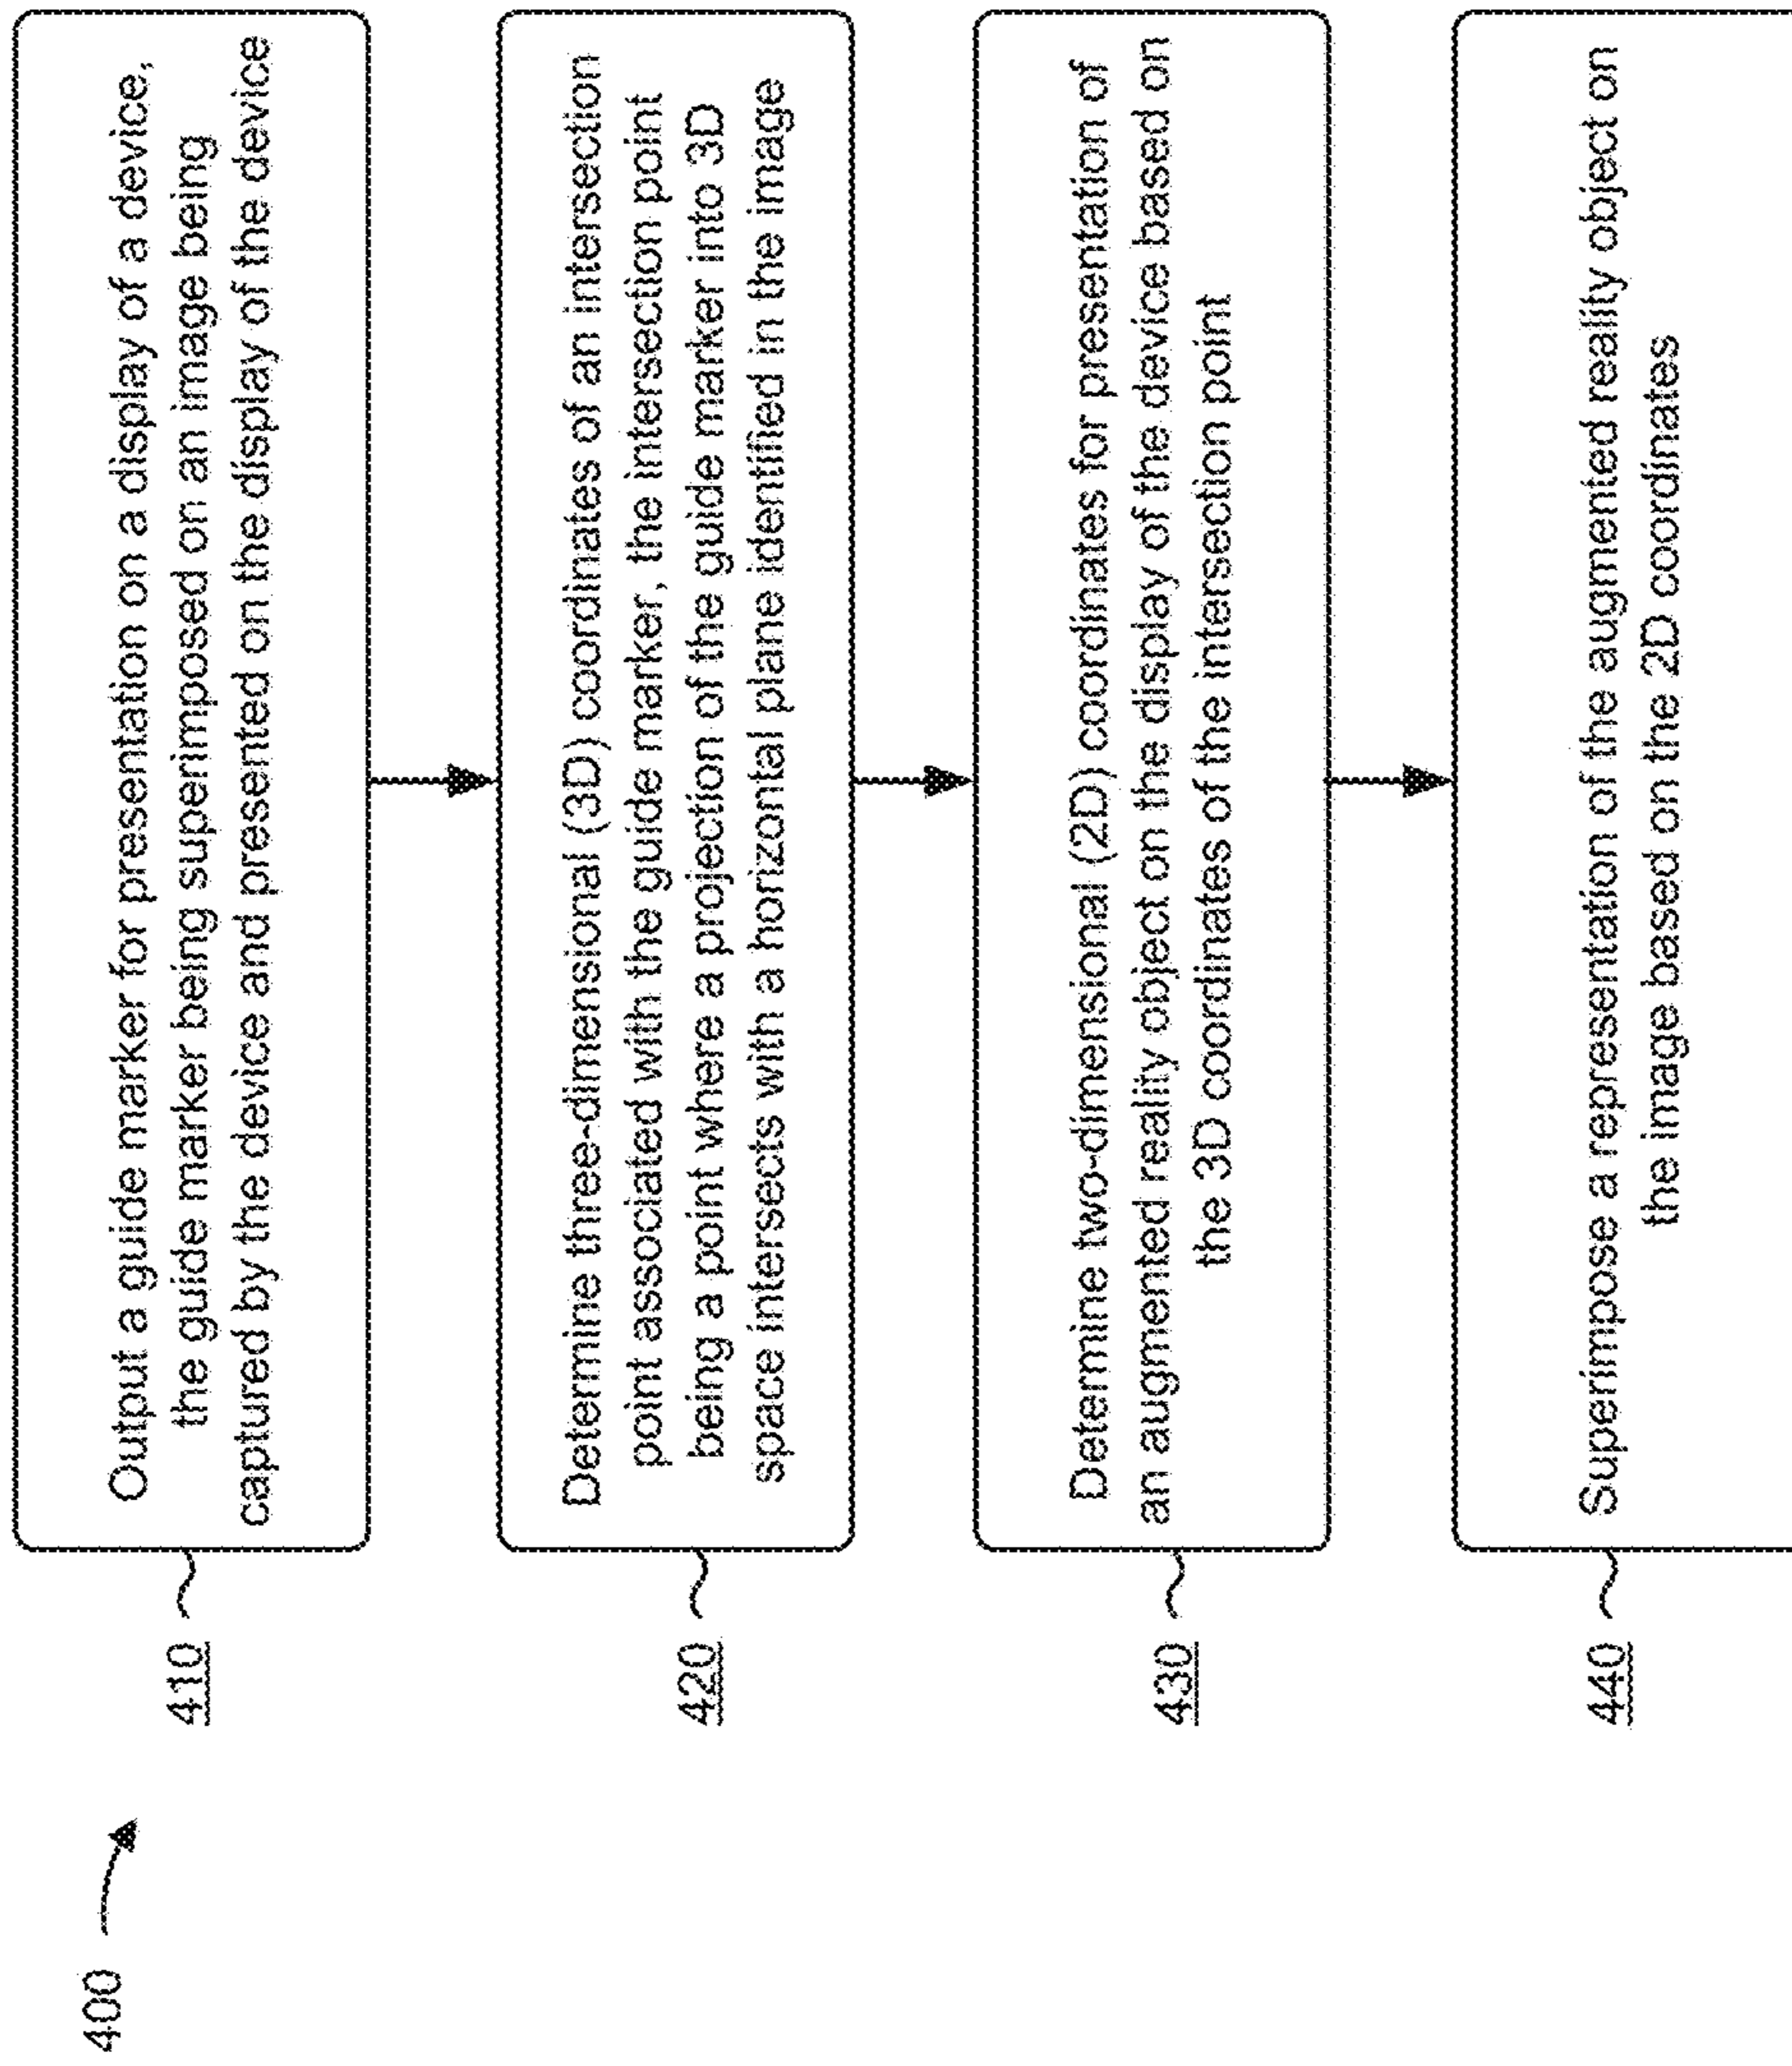 400
410
Output a guide marker for presentation on a display of a device,
the guide marker being superimposed on an image being
captured by the device and presented on the display of the device
420
Determine three-dimensional (3D) coordinates of an intersection
point associated with the guide marker, the intersection point
being a point where a projection of the guide marker into 3D
space intersects with a horizontal plane identified in the image
430
Determine two-dimensional (2D) coordinates for presentation of
an augmented reality object on the display of the device based on
the 3D coordinates of the intersection point
440
Superimpose a representation of the augmented reality object on
the image based on the 2D coordinates